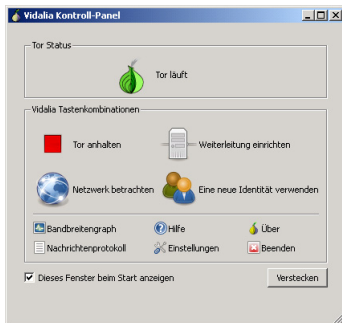 Vidalia Kontroll-Panel
Tor Status
Tor läuft
Vidalia Tastenkombinationen
Tor anhalten
Weiterleitung einrichten
Netzwerk betrachten
Eine neue Identität verwenden
Bandbreitengraph
Hilfe
Über
Nachrichtenprotokoll
Einstellungen
Beenden
Dieses Fenster beim Start anzeigen
Verstecken